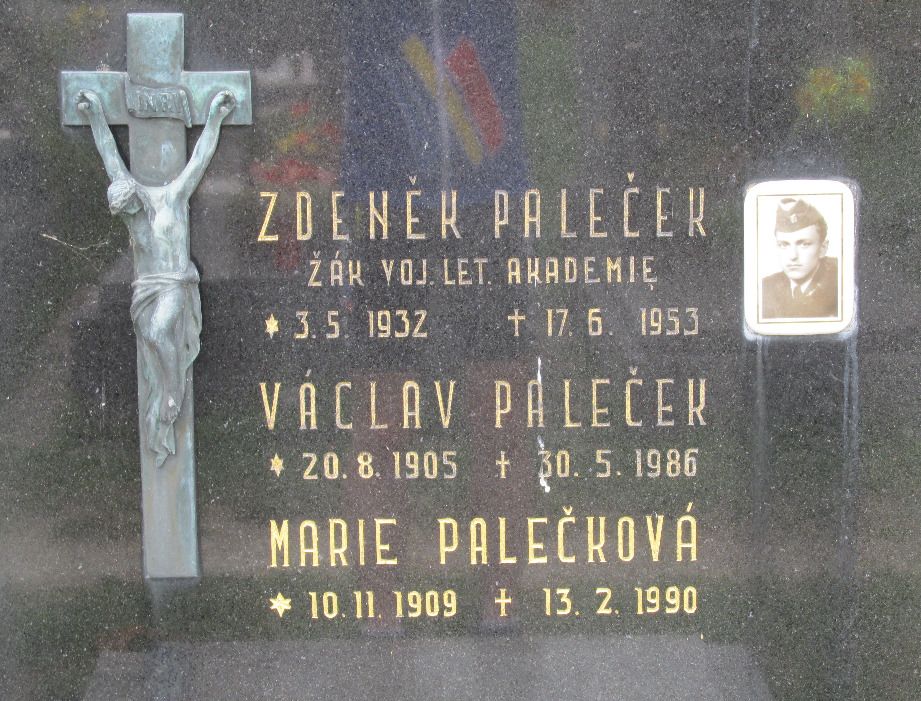 INRI
ZDENĚK PALEČEK
ŽÁK VOJ. LET. AKADEMIE
* 3. 5. 1932 † 17. 6. 1953
VÁCLAV PALEČEK
* 20. 8. 1905 † 30. 5. 1986
MARIE PALEČKOVÁ
* 10. 11. 1909 † 13. 2. 1990